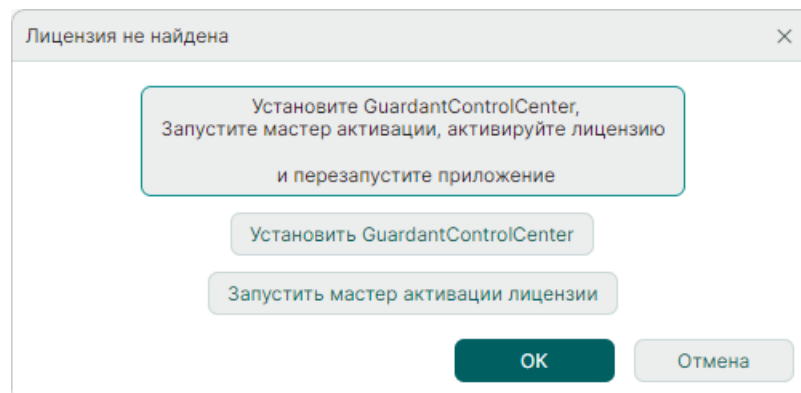 Лицензия не найдена
Установите GuardantControlCenter,
Запустите мастер активации, активируйте лицензию
и перезапустите приложение
Установить GuardantControlCenter
Запустить мастер активации лицензии
ОК
Отмена